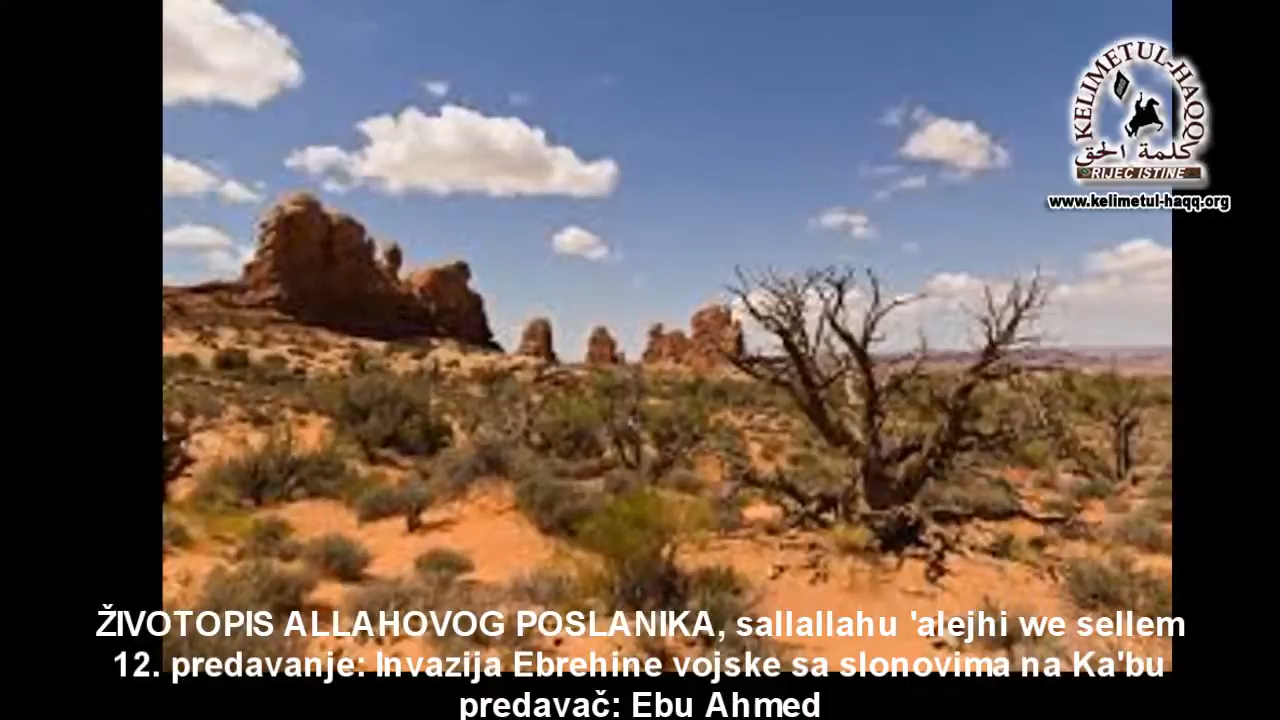 KELIMETUL-HAQQ
كلمة الحق
RIJEC ISTINE
www.kelimetul-haqq.org
ŽIVOTOPIS ALLAHOVOG POSLANIKA, sallallahu 'alejhi we sellem
12. predavanje: Invazija Ebrehine vojske sa slonovima na Ka'bu
predavač: Ebu Ahmed